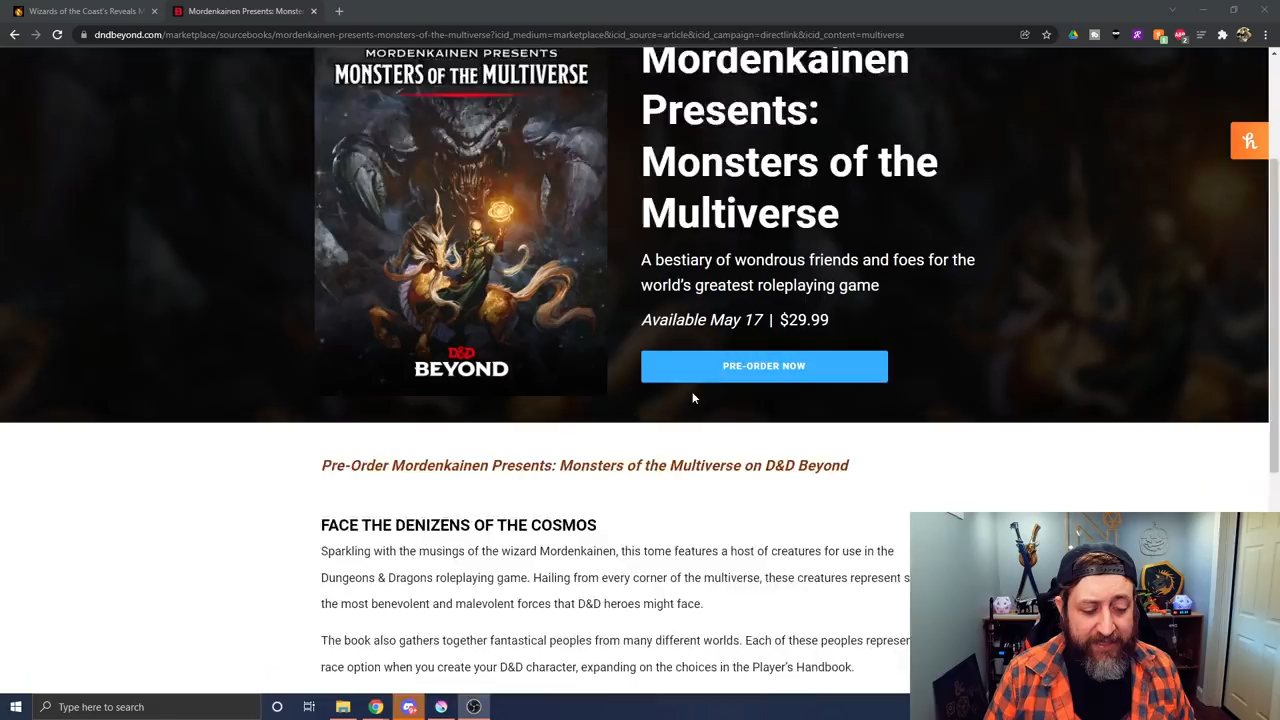 Wizards of the Coast's Reveals M
Mordenkainen Presents: Monste
dndbeyond.com/marketplace/sourcebooks/mordenkainen-presents-monsters-of-the-multiverse?icid_medium=marketplace&icid_source=article&icid_campaign=directlink&icid_content=multiverse
MORDENKAINEN PRESENTS
MONSTERS OF THE MULTIVERSE
D&D
BEYOND
Mordenkainen
Presents:
Monsters of the
Multiverse
A bestiary of wondrous friends and foes for the
world's greatest roleplaying game
Available May 17 | $29.99
PRE-ORDER NOW
Pre-Order Mordenkainen Presents: Monsters of the Multiverse on D&D Beyond
FACE THE DENIZENS OF THE COSMOS
Sparkling with the musings of the wizard Mordenkainen, this tome features a host of creatures for use in the
Dungeons & Dragons roleplaying game. Hailing from every corner of the multiverse, these creatures represent s
the most benevolent and malevolent forces that D&D heroes might face.
The book also gathers together fantastical peoples from many different worlds. Each of these peoples represen
race option when you create your D&D character, expanding on the choices in the Player's Handbook.
Type here to search